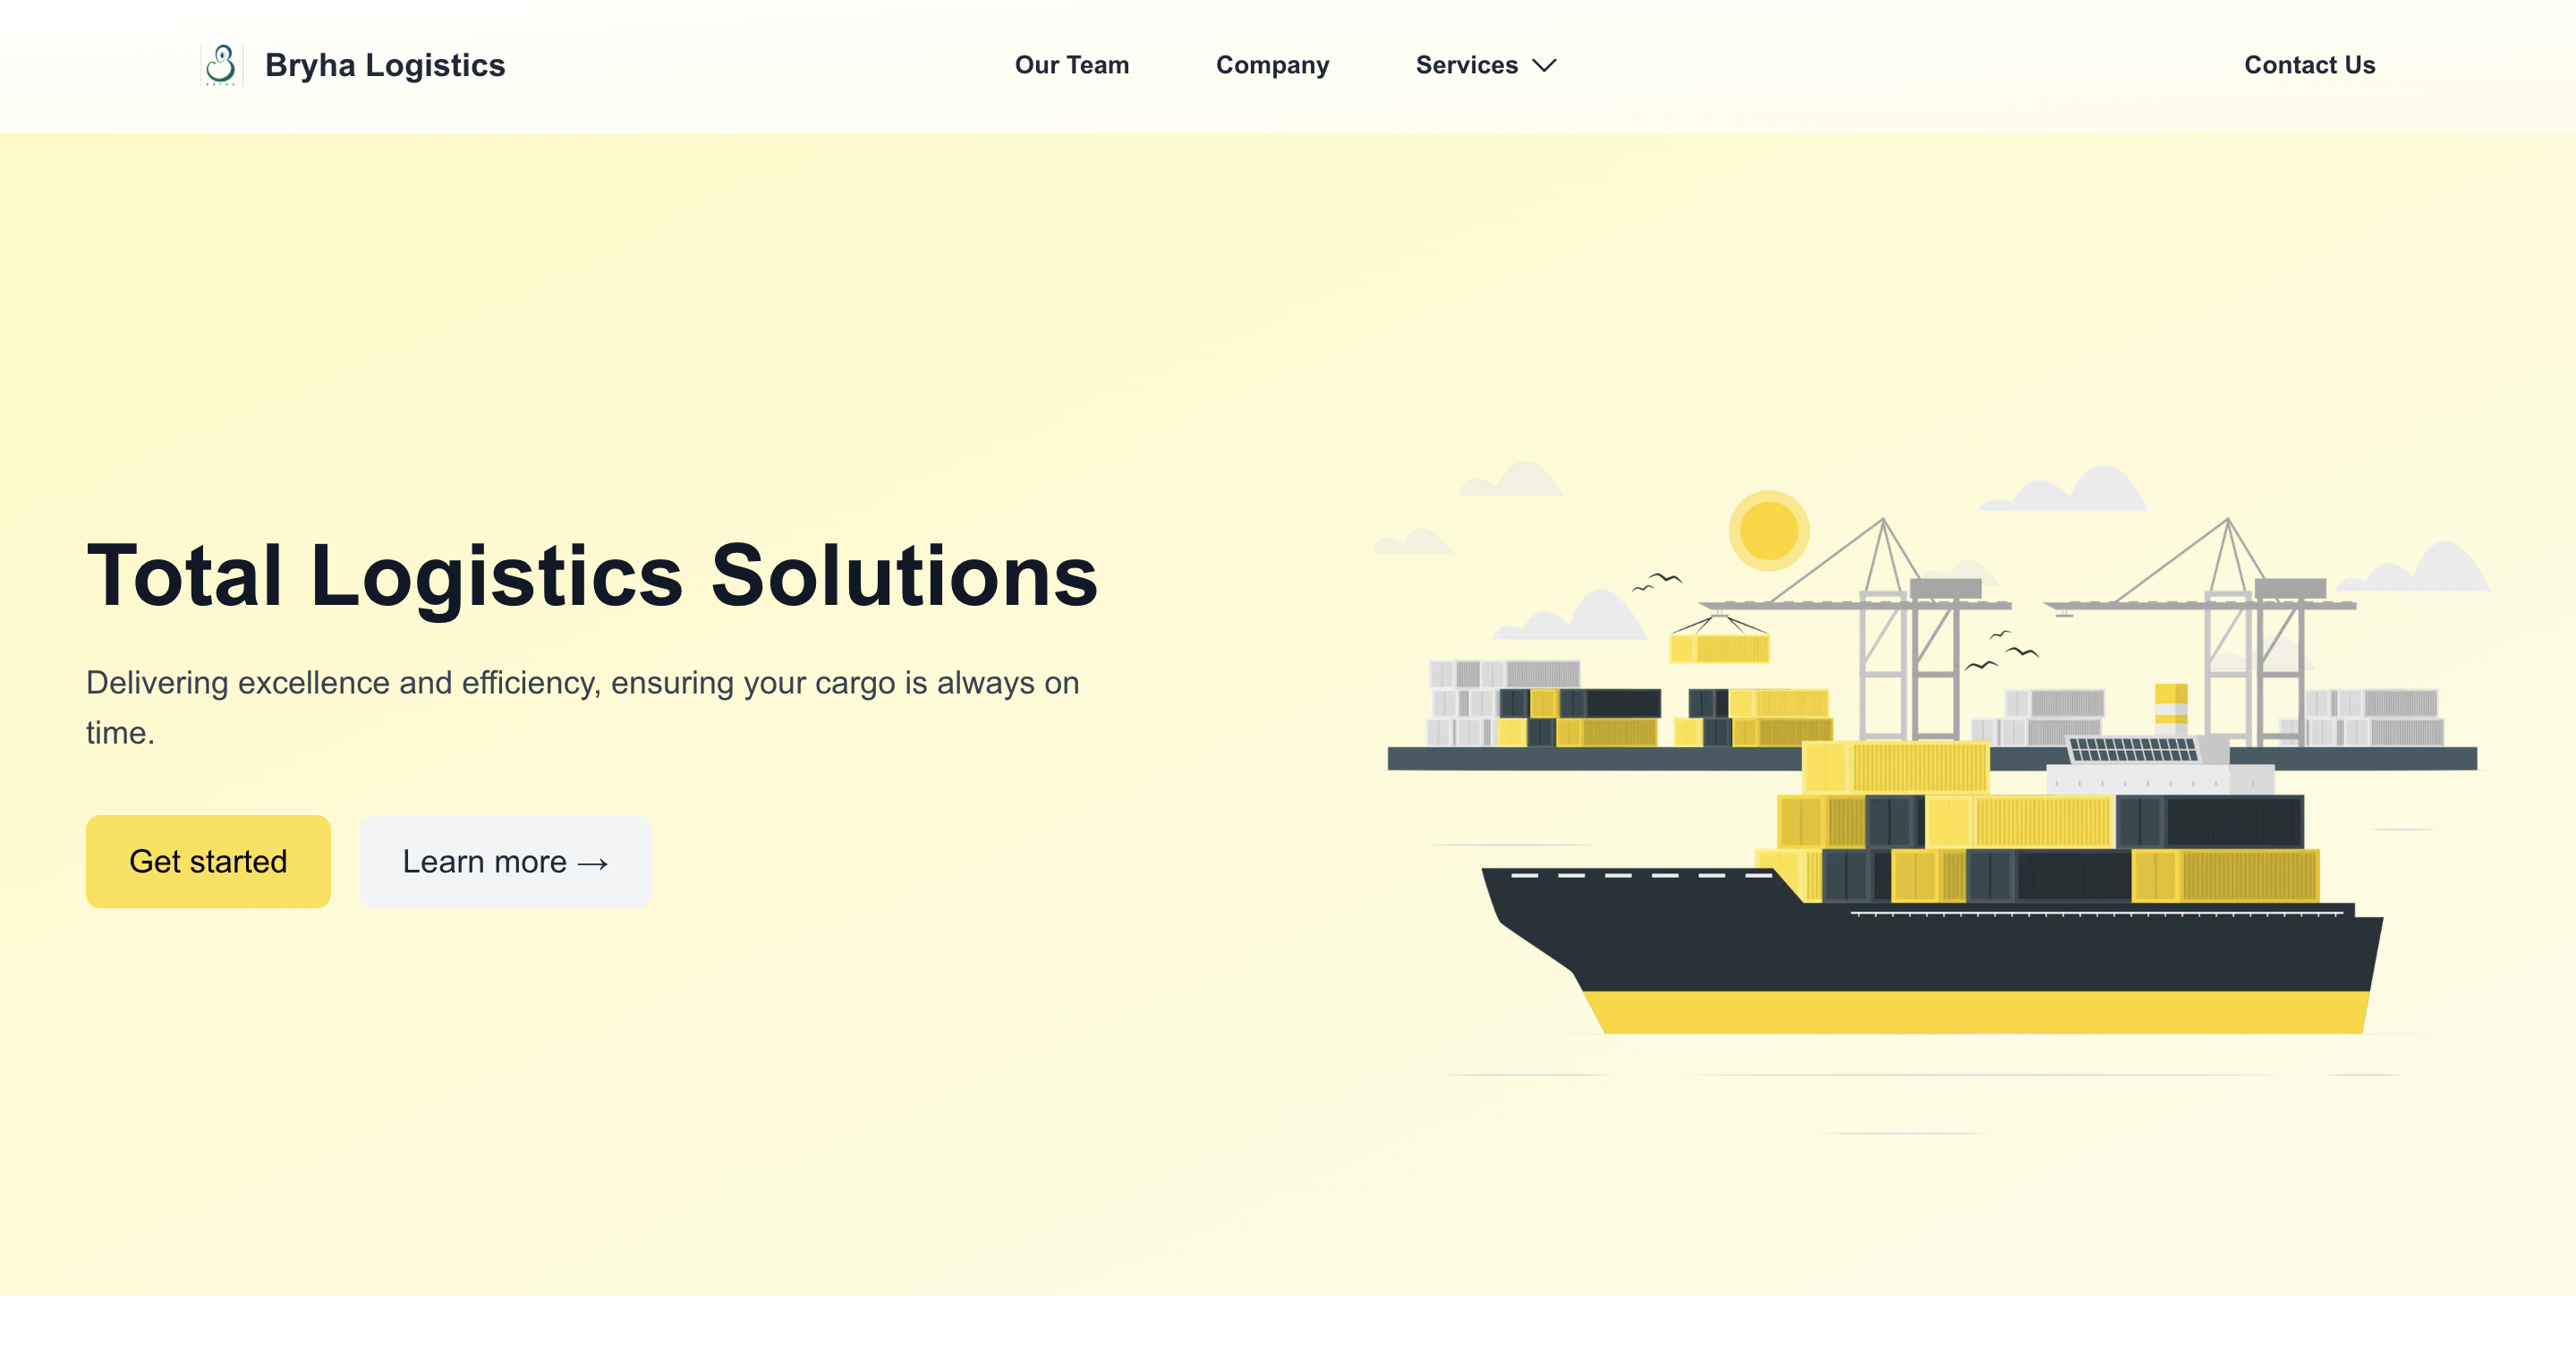 Bryha Logistics
Our Team
Company
Services
Contact Us
Total Logistics Solutions
Delivering excellence and efficiency, ensuring your cargo is always on
time.
Get started
Learn more →